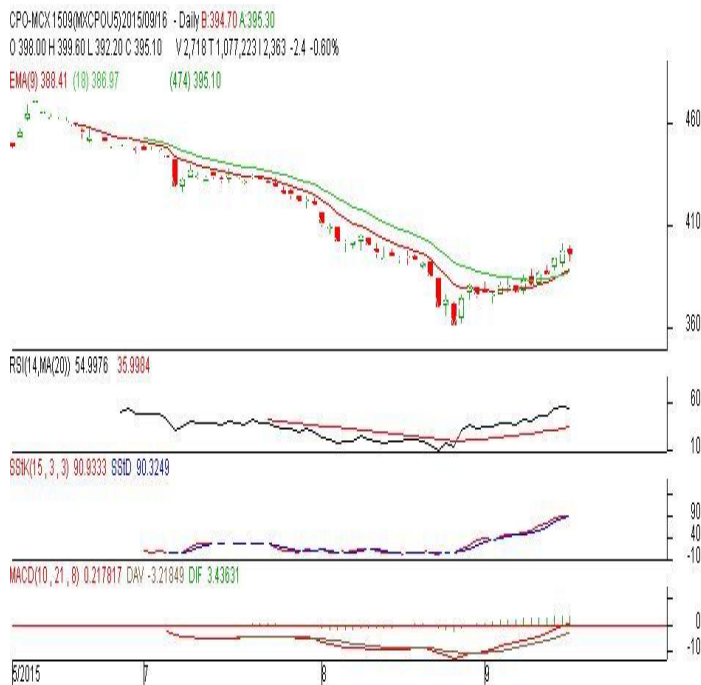 CPO-MCX 1509(MXCPOU5)2015/09/16 - Daily B:394.70 A:395.30
O 398.00 H 399.60 L 392.20 C 395.10 V 2,718 T 1,077,223 I 2,363 -2.4 -0.60%
EMA(9) 388.41 (18) 386.97 (474) 395.10
460
410
360
RSI(14,MA(20)) 54.9976 35.9984
60
10
SStK(15,3,3) 90.9333 SStD 90.3249
90
40
-10
MACD(10,21,8) 0.217817 DAV -3.21849 DIF 3.43631
0
-10
5/2015 7 8 9